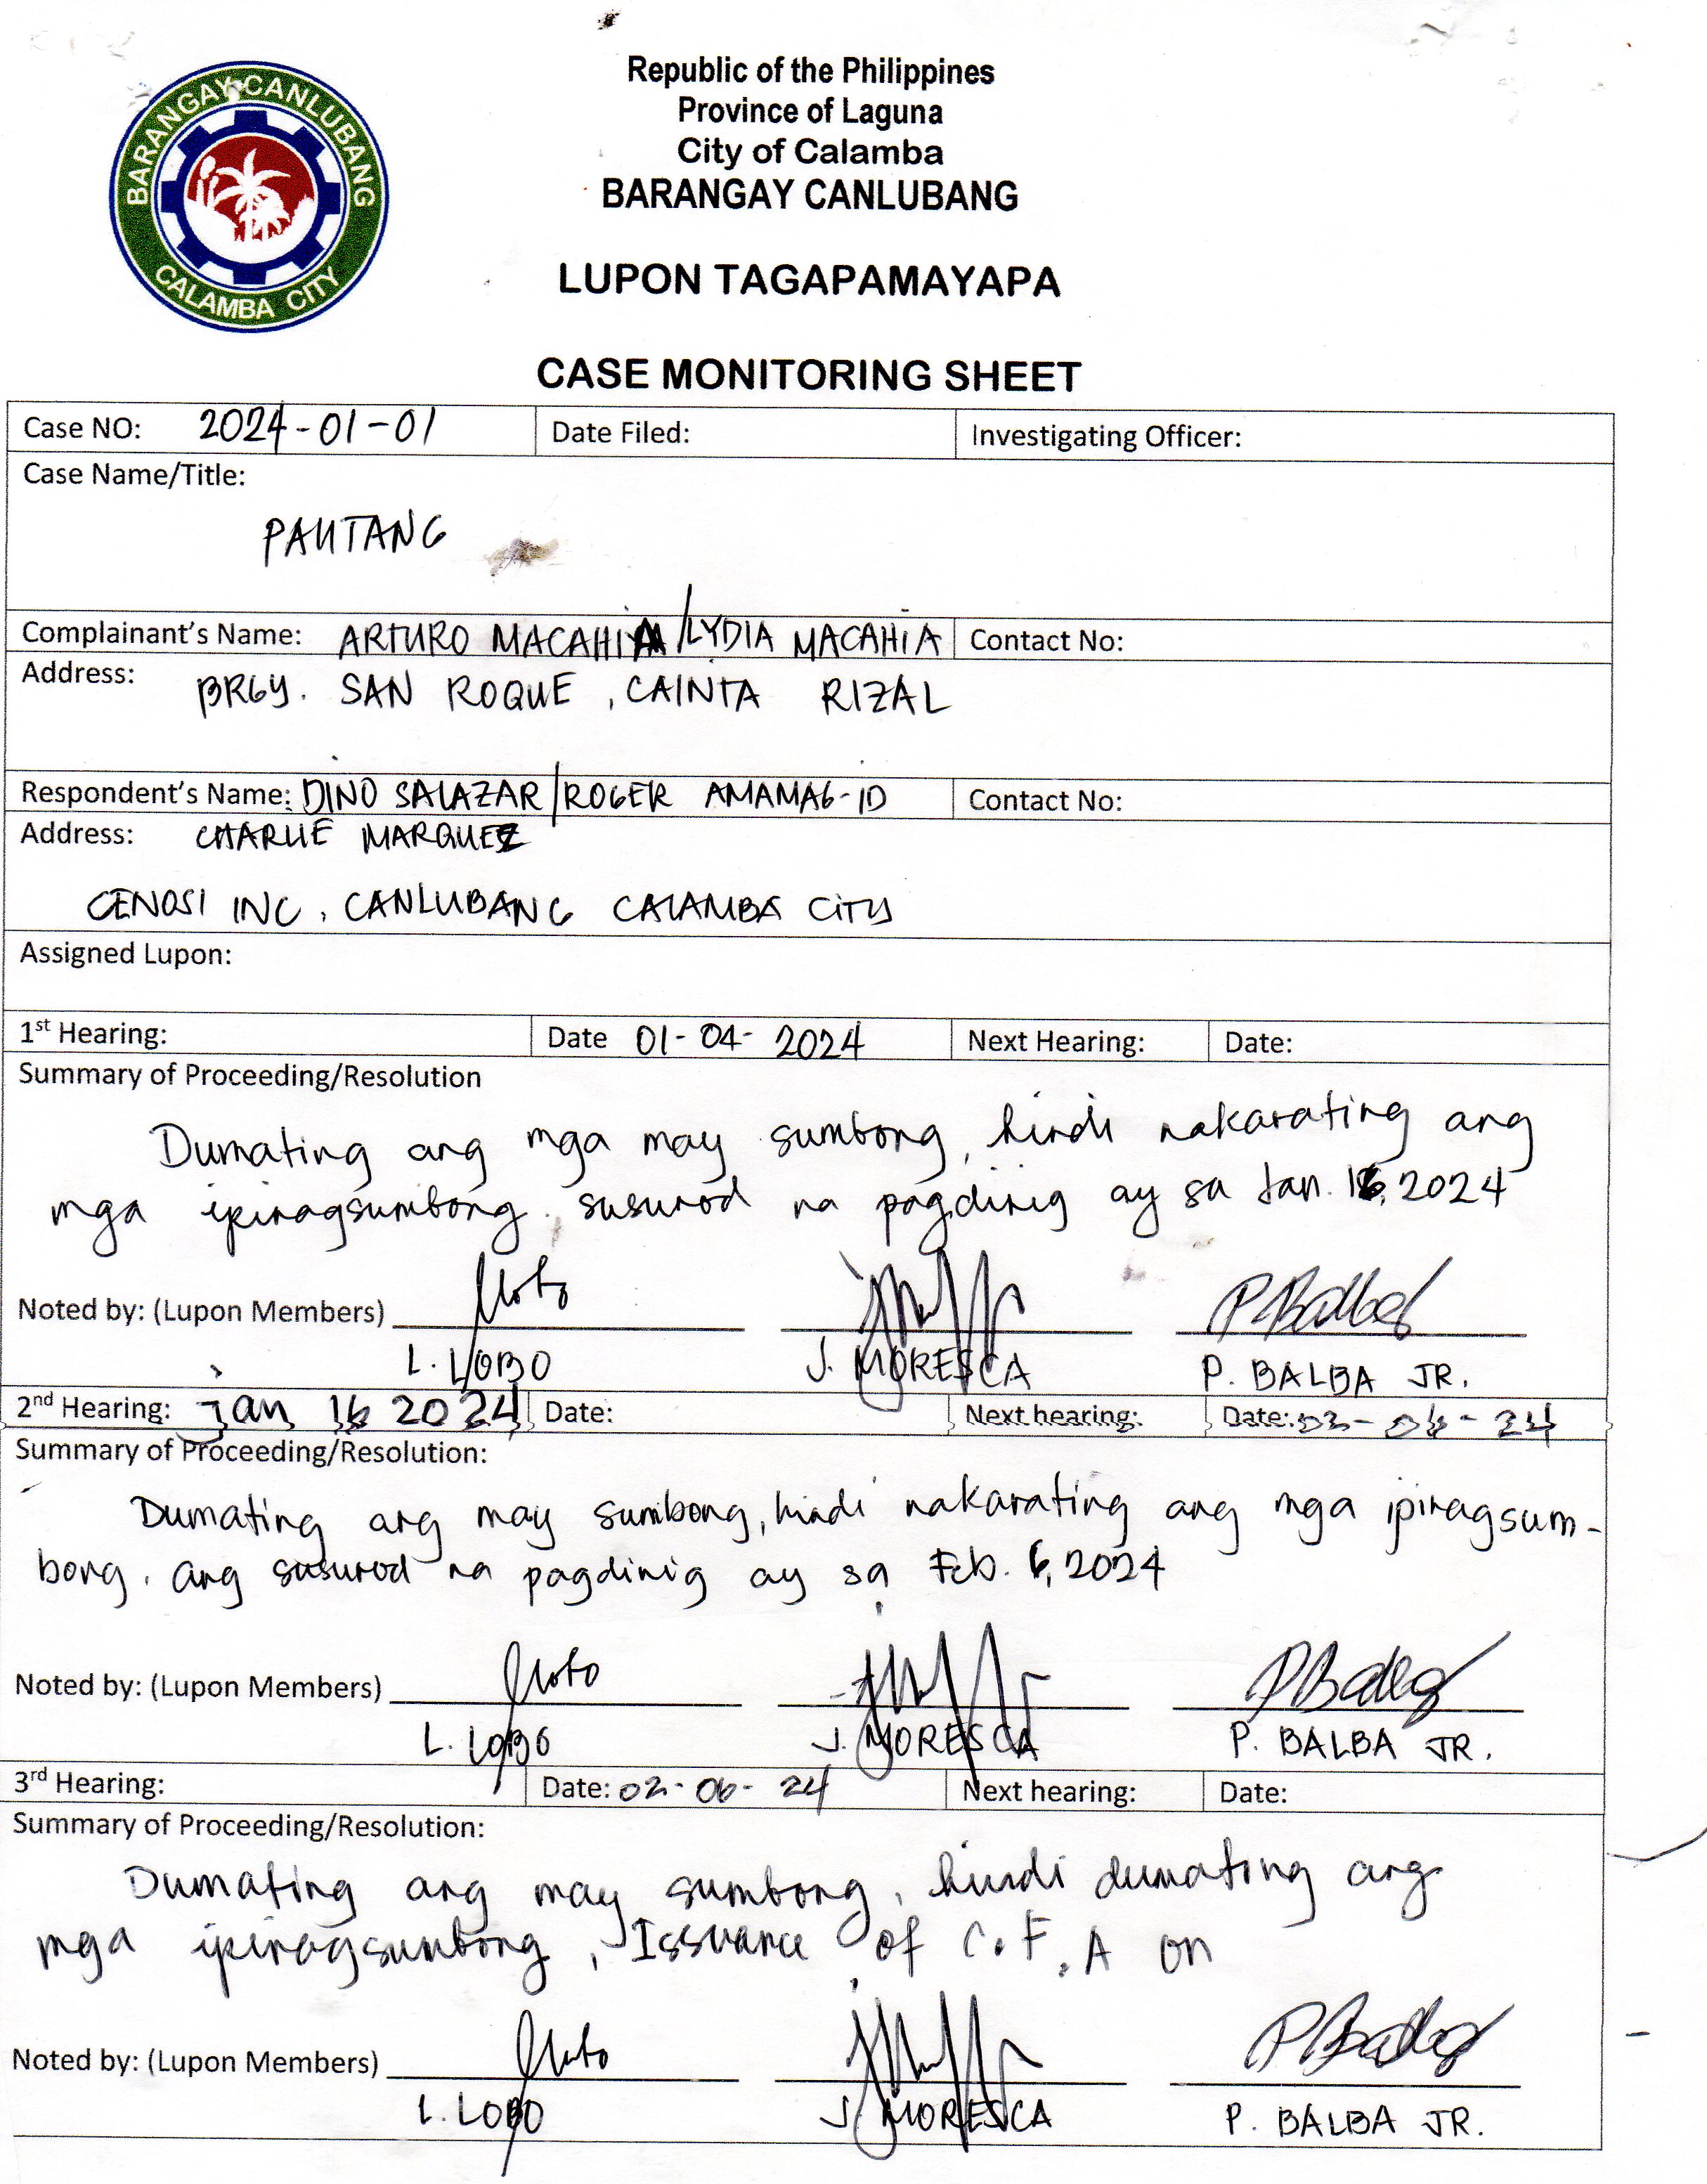 BARANGAY CANLUBANG
CALAMBA CITY
Republic of the Philippines
Province of Laguna
City of Calamba
BARANGAY CANLUBANG
LUPON TAGAPAMAYAPA
CASE MONITORING SHEET
Case NO: 2024-01-01 Date Filed: Investigating Officer:
Case Name/Title:
PAUTANG
Complainant's Name: ARTURO MACAHIA/LYDIA MACAHIA Contact No:
Address: BRGY. SAN ROQUE, CAINTA RIZAL
Respondent's Name: DINO SALAZAR/ROGER AMAMAG-ID Contact No:
Address: CHARLIE MARQUEZ
CENOSI INC, CANLUBANG CALAMBA CITY
Assigned Lupon:
1st Hearing: Date 01-04-2024 Next Hearing: Date:
Summary of Proceeding/Resolution
Dumating ang mga may sumbong, hindi nakarating ang
mga ipinagsumbong. susunod na pagdinig ay sa Jan. 16, 2024
Noted by: (Lupon Members)
L. LOBO J. MORESCA P. BALBA JR.
2nd Hearing: Jan 16 2024 Date: Next hearing: Date: 02-06-24
Summary of Proceeding/Resolution:
Dumating ang may sumbong, hindi nakarating ang mga ipinagsum-
bong. ang susunod na pagdinig ay sa Feb. 6, 2024
Noted by: (Lupon Members)
L. LOBO J. MORESCA P. BALBA JR.
3rd Hearing: Date: 02-06-24 Next hearing: Date:
Summary of Proceeding/Resolution:
Dumating ang may sumbong, hindi dumating ang
mga ipinagsumbong, Issuance of C.F.A on
Noted by: (Lupon Members)
L. LOBO J. MORESCA P. BALBA JR.